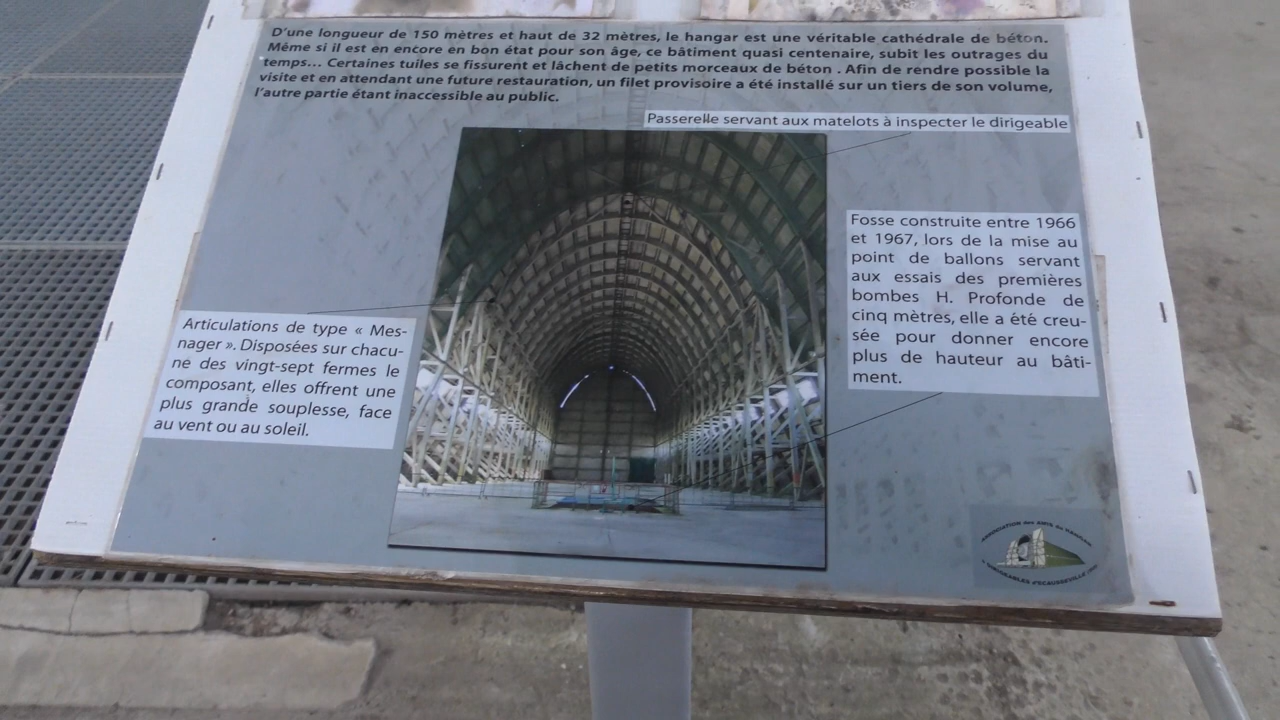 D'une longueur de 150 mètres et haut de 32 mètres, le hangar est une véritable cathédrale de béton.
Même si il est en encore en bon état pour son âge, ce bâtiment quasi centenaire, subit les outrages du
temps... Certaines tuiles se fissurent et lâchent de petits morceaux de béton . Afin de rendre possible la
visite et en attendant une future restauration, un filet provisoire a été installé sur un tiers de son volume,
l'autre partie étant inaccessible au public.
Passerelle servant aux matelots à inspecter le dirigeable
Fosse construite entre 1966
et 1967, lors de la mise au
point de ballons servant
aux essais des premières
bombes H. Profonde de
cinq mètres, elle a été creu-
sée pour donner encore
plus de hauteur au bâti-
ment.
Articulations de type « Mes-
nager ». Disposées sur chacu-
ne des vingt-sept fermes le
composant, elles offrent une
plus grande souplesse, face
au vent ou au soleil.
ASSOCIATION des AMIS du HANGAR
à DIRIGEABLES d'ECAUSSEVILLE